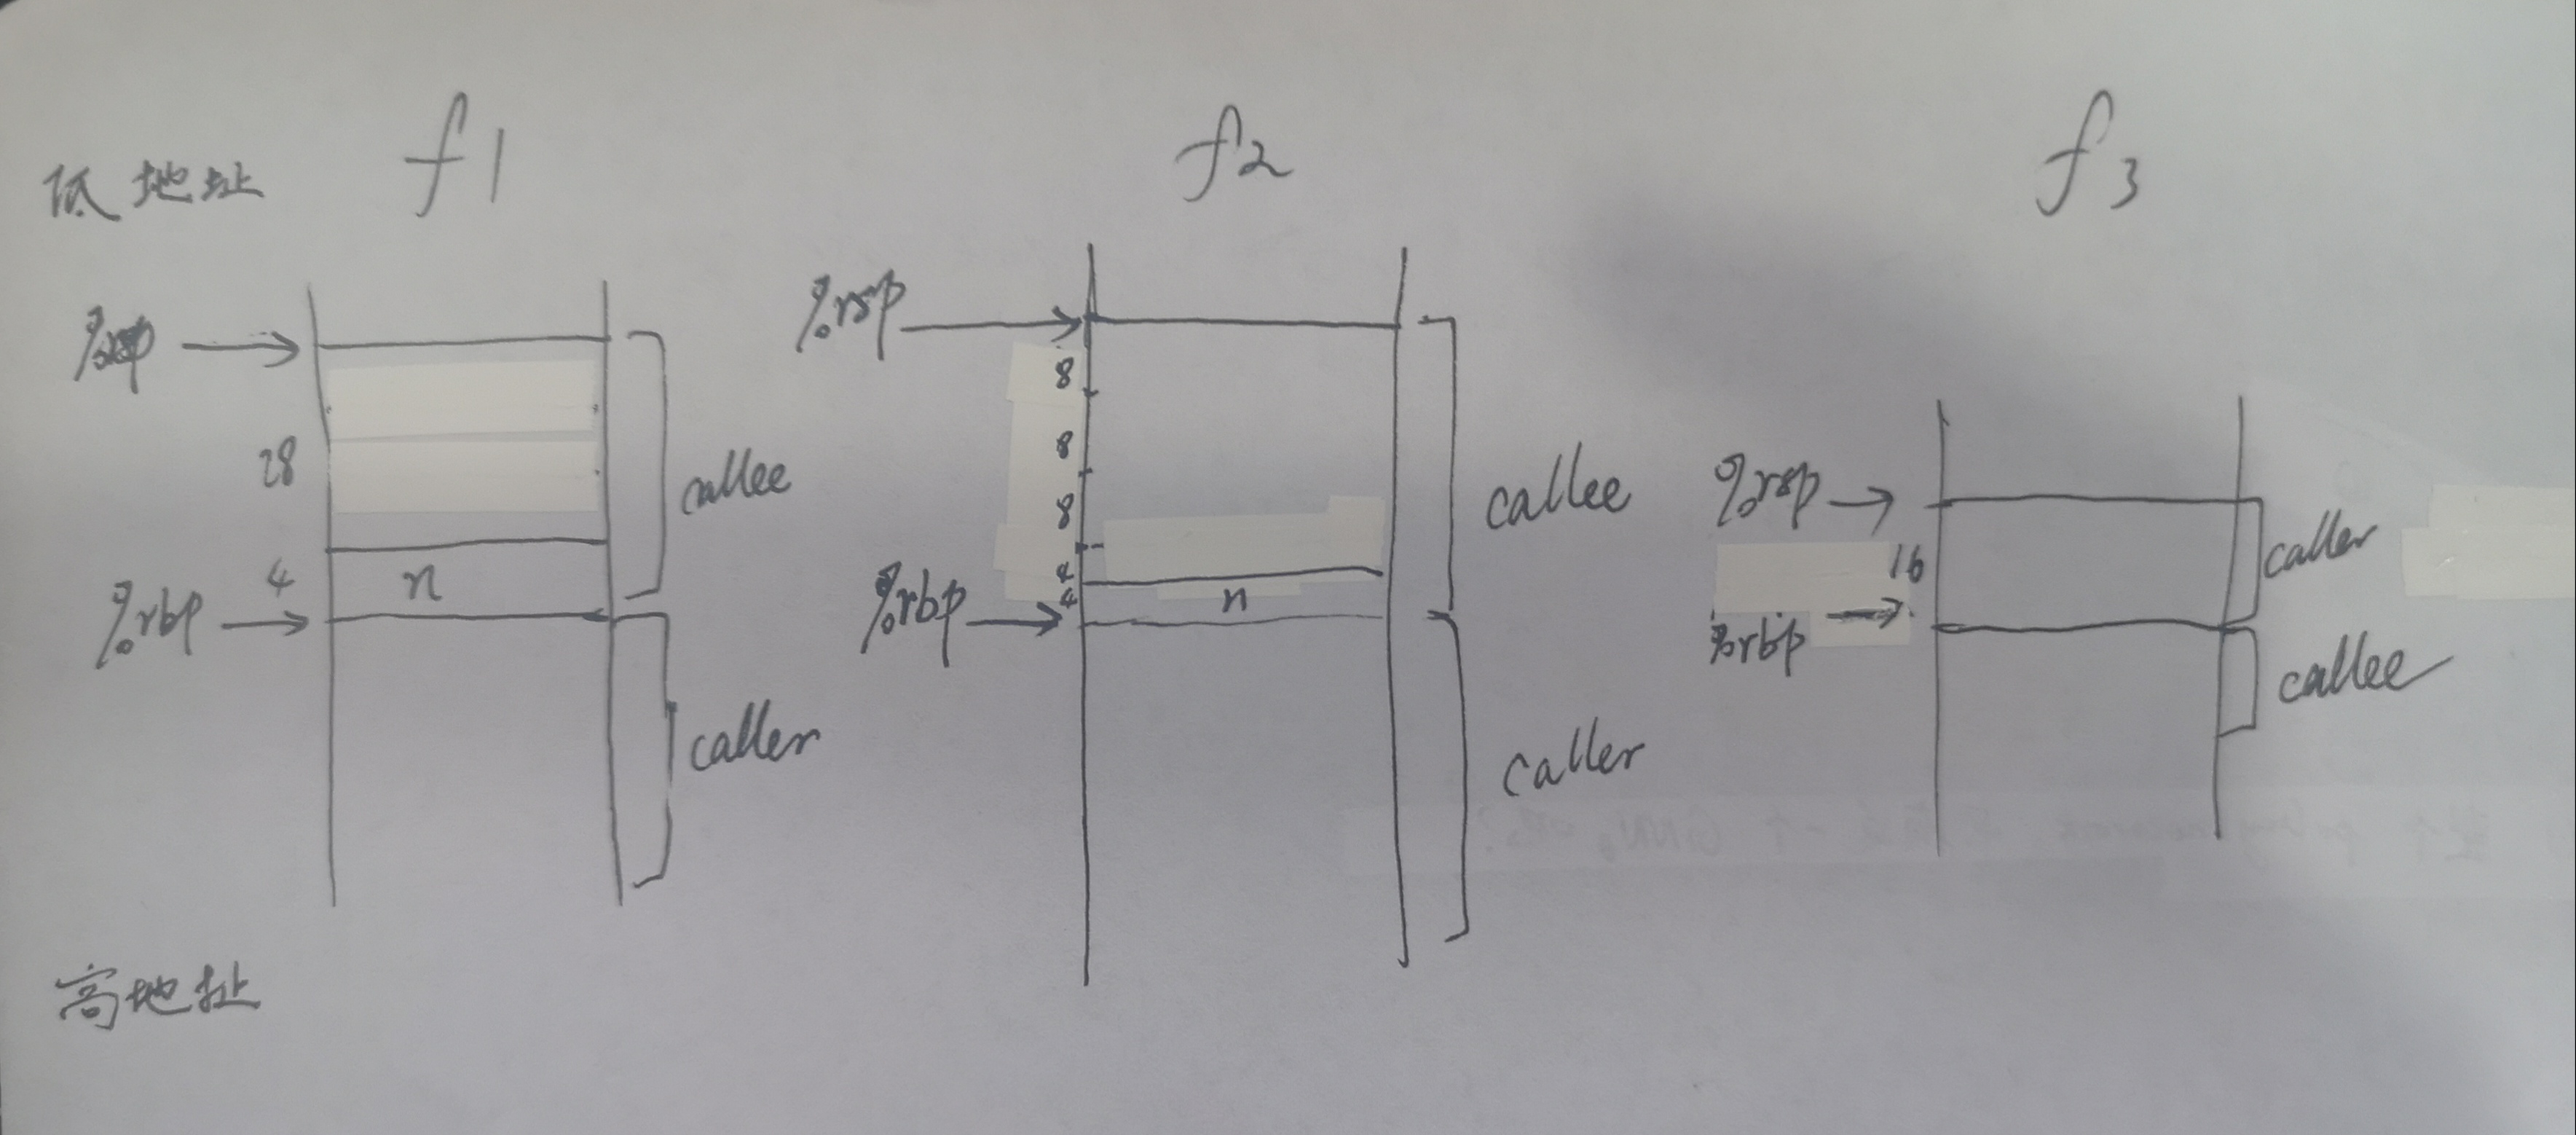 低地址
f1
%rsp
28
4
n
%rbp
callee
caller
高地址
f2
%rsp
8
8
8
4
4
n
%rbp
callee
caller
f3
%rsp
16
%rbp
caller
callee